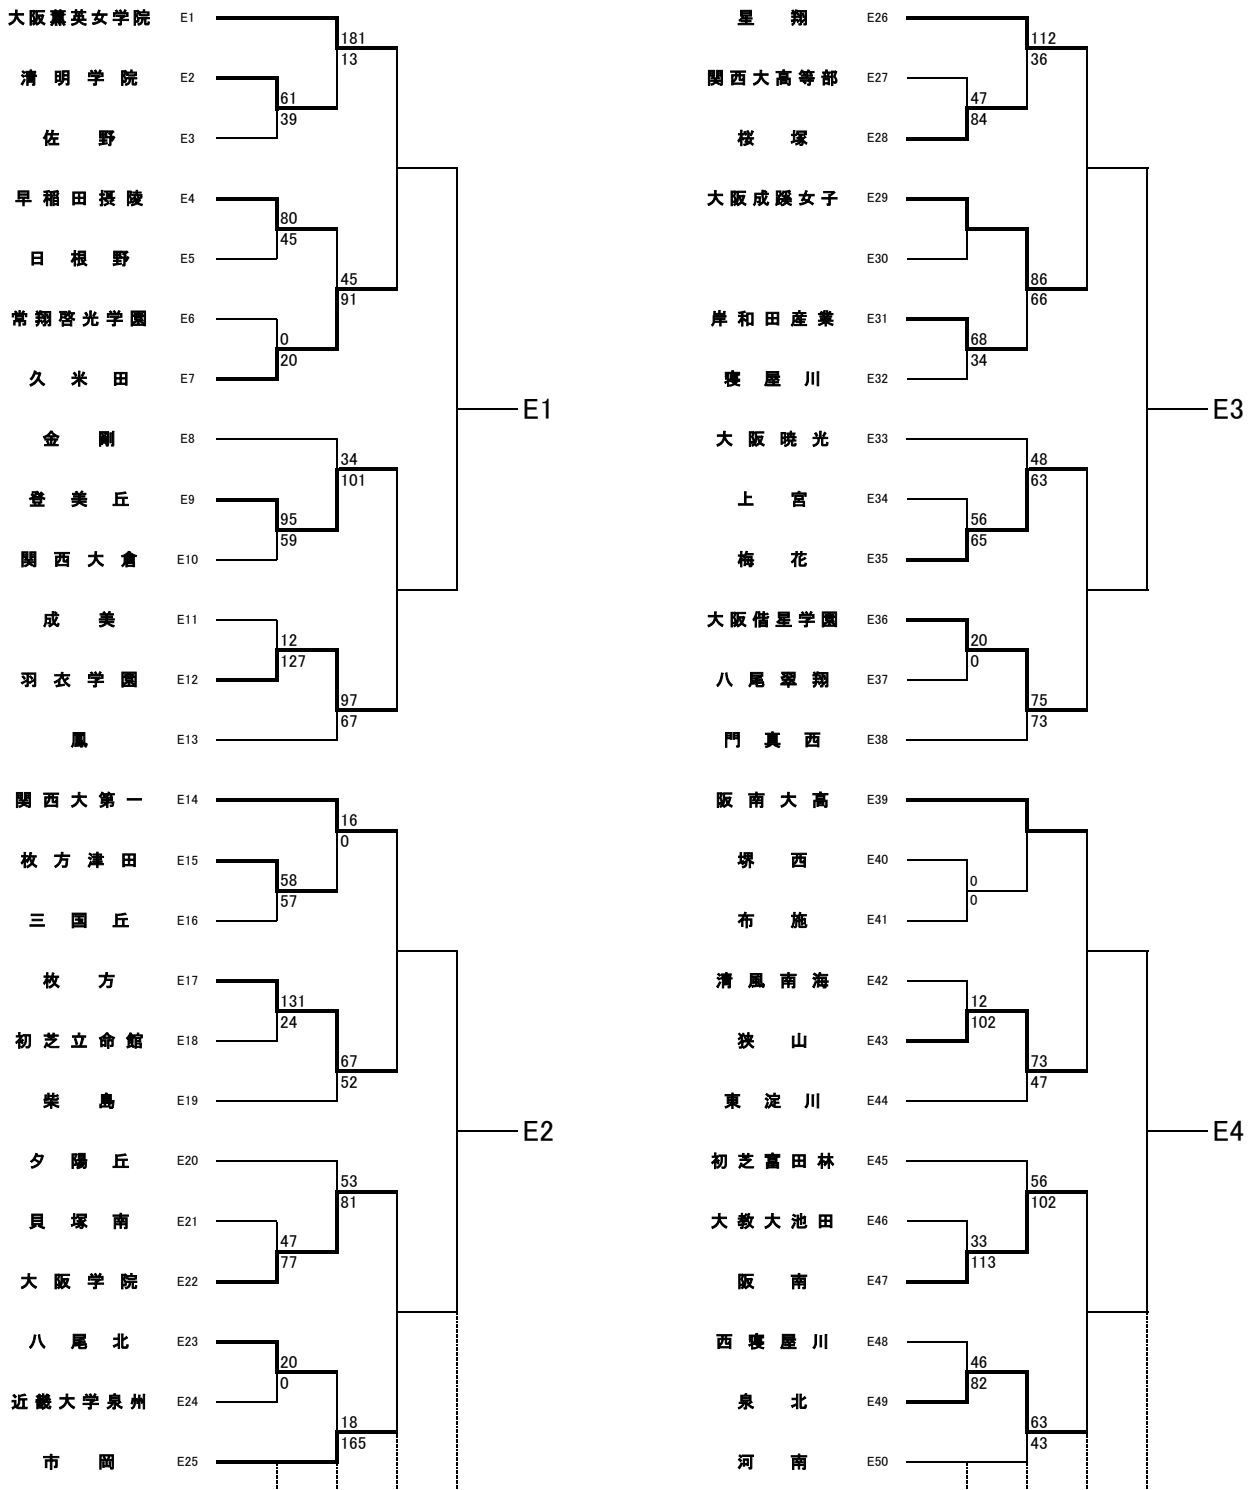 大阪薫英女学院 E1
181
13
清明学院 E2
61
39
佐野 E3
早稲田摂陵 E4
80
45
日根野 E5
45
91
常翔啓光学園 E6
0
20
久米田 E7
E1
金剛 E8
34
101
登美丘 E9
95
59
関西大倉 E10
成美 E11
12
127
羽衣学園 E12
97
67
鳳 E13
関西大第一 E14
16
0
枚方津田 E15
58
57
三国丘 E16
枚方 E17
131
24
初芝立命館 E18
67
52
柴島 E19
E2
夕陽丘 E20
53
81
貝塚南 E21
47
77
大阪学院 E22
八尾北 E23
20
0
近畿大学泉州 E24
18
165
市岡 E25
星翔 E26
112
36
関西大高等部 E27
47
84
桜塚 E28
大阪成蹊女子 E29
E30
86
66
岸和田産業 E31
68
34
寝屋川 E32
E3
大阪暁光 E33
48
63
上宮 E34
56
65
梅花 E35
大阪偕星学園 E36
20
0
八尾翠翔 E37
75
73
門真西 E38
阪南大高 E39
堺西 E40
0
0
布施 E41
清風南海 E42
12
102
狭山 E43
73
47
東淀川 E44
E4
初芝富田林 E45
56
102
大教大池田 E46
33
113
阪南 E47
西寝屋川 E48
46
82
泉北 E49
63
43
河南 E50